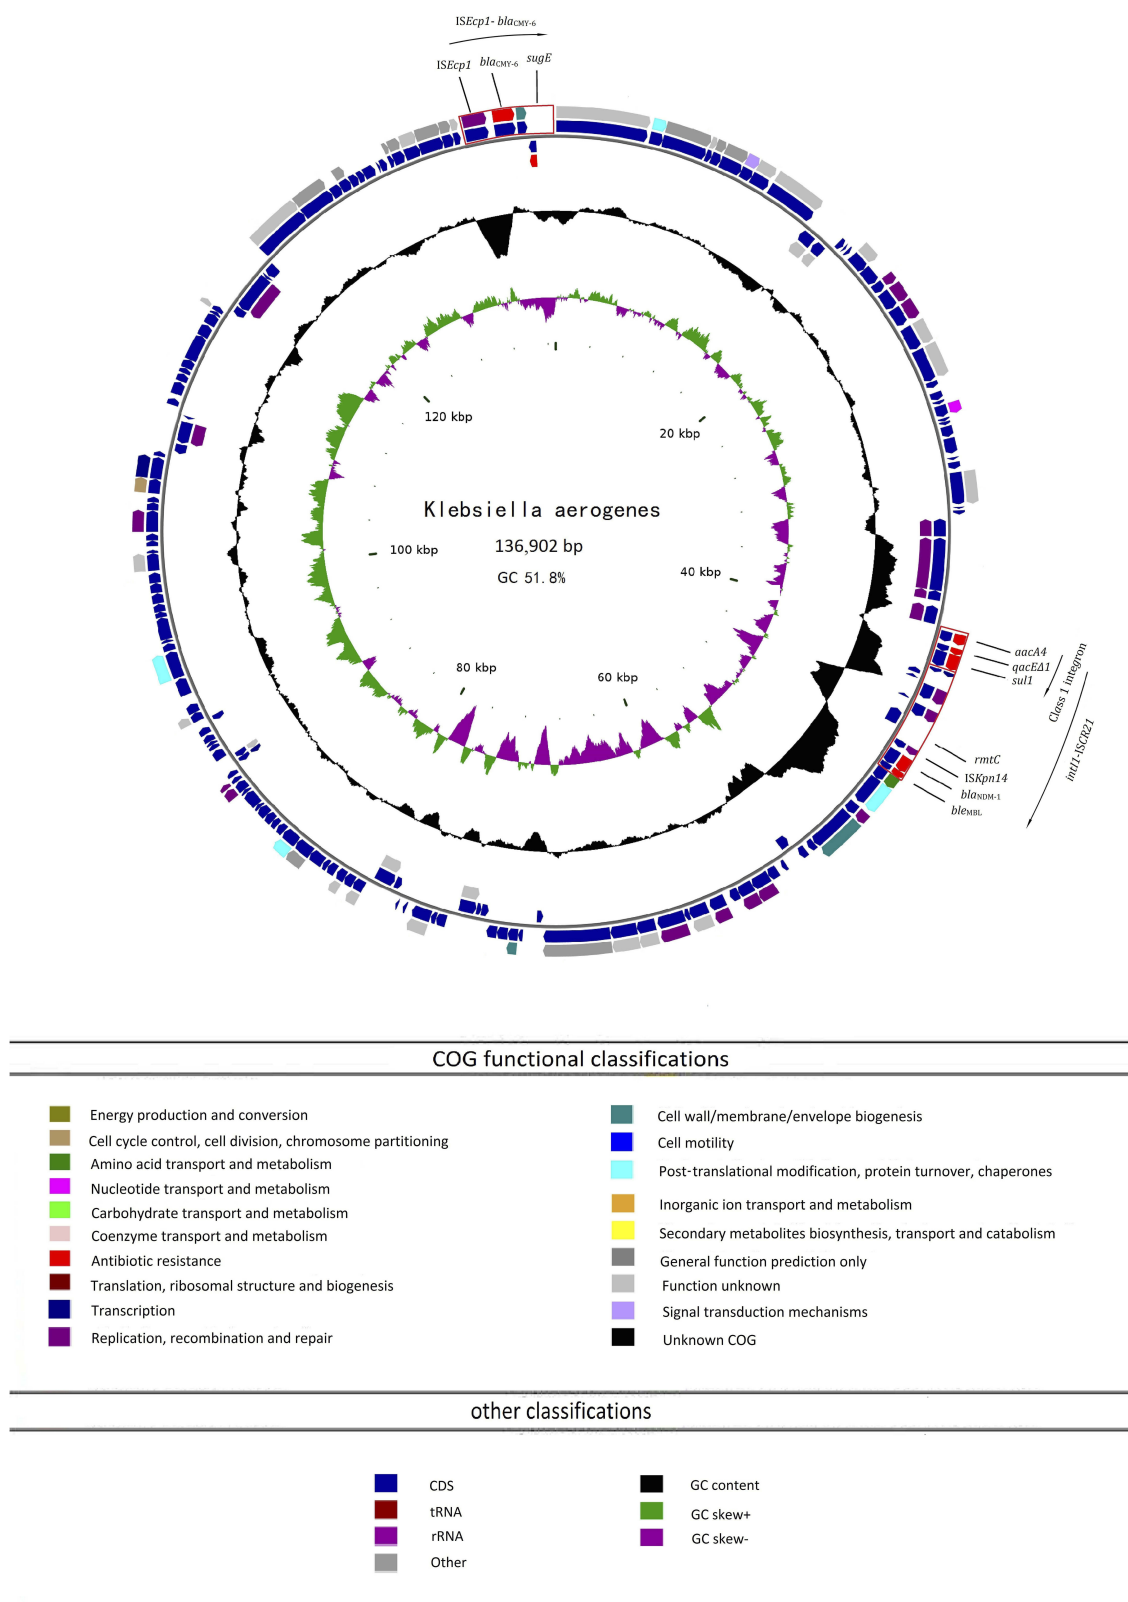 ISEcp1- blaCMY-6
ISEcp1 blaCMY-6 sugE
120 kbp
20 kbp
Klebsiella aerogenes
136,902 bp
GC 51.8%
100 kbp
40 kbp
80 kbp
60 kbp
aacA4
qacEΔ1
sul1
Class 1 integron
intI1-ISCR21
rmtC
ISKpn14
blaNDM-1
bleMBL
COG functional classifications
Energy production and conversion
Cell cycle control, cell division, chromosome partitioning
Amino acid transport and metabolism
Nucleotide transport and metabolism
Carbohydrate transport and metabolism
Coenzyme transport and metabolism
Antibiotic resistance
Translation, ribosomal structure and biogenesis
Transcription
Replication, recombination and repair
Cell wall/membrane/envelope biogenesis
Cell motility
Post-translational modification, protein turnover, chaperones
Inorganic ion transport and metabolism
Secondary metabolites biosynthesis, transport and catabolism
General function prediction only
Function unknown
Signal transduction mechanisms
Unknown COG
other classifications
CDS
tRNA
rRNA
Other
GC content
GC skew+
GC skew-